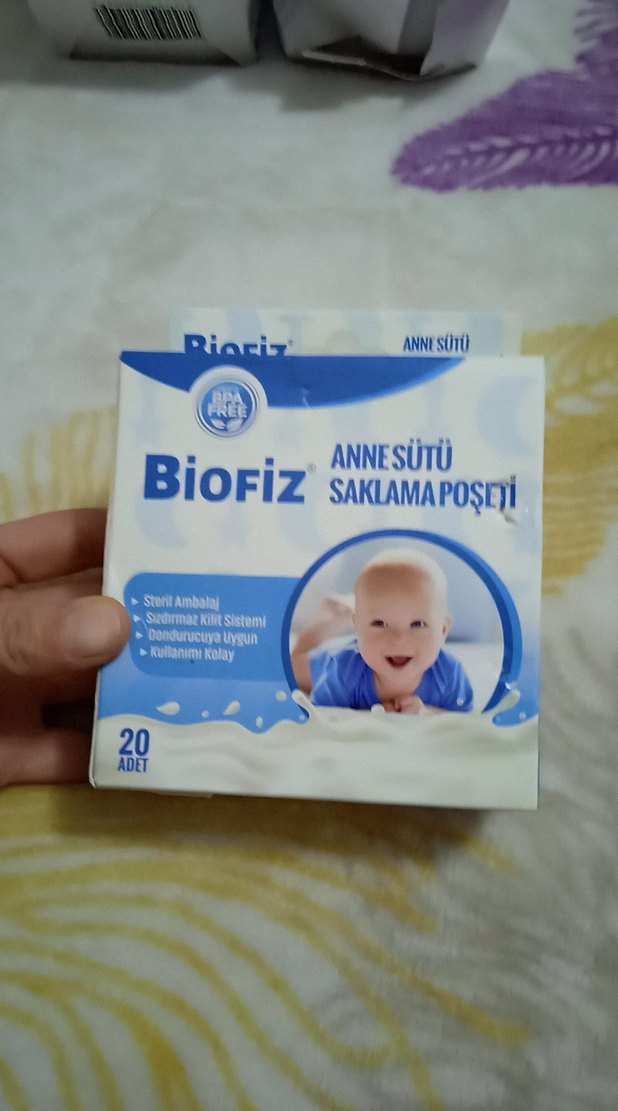 BiOFiZ
ANNE SÜTÜ
BPA
FREE
BiOFiZ®
ANNE SÜTÜ
SAKLAMA POŞETİ
Steril Ambalaj
Sızdırmaz Kilit Sistemi
Dondurucuya Uygun
Kullanımı Kolay
20
ADET